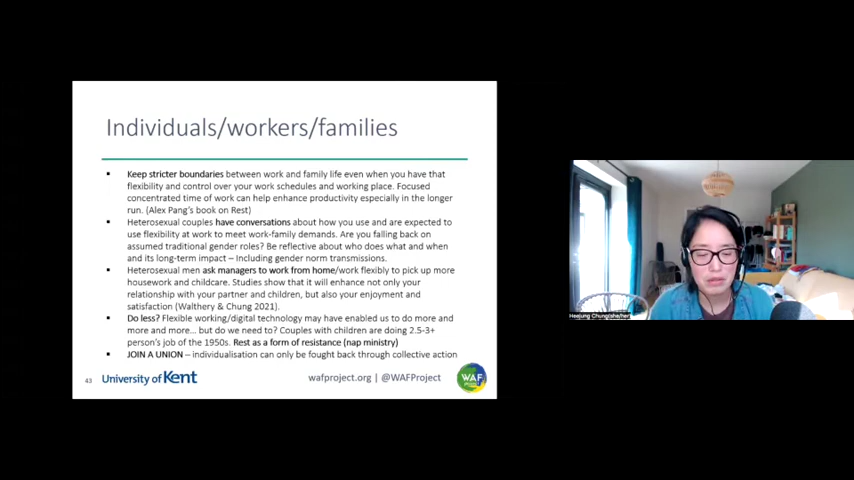 Individuals/workers/families
▪ Keep stricter boundaries between work and family life even when you have that
flexibility and control over your work schedules and working place. Focused
concentrated time of work can help enhance productivity especially in the longer
run. (Alex Pang's book on Rest)
▪ Heterosexual couples have conversations about how you use and are expected to
use flexibility at work to meet work-family demands. Are you falling back on
assumed traditional gender roles? Be reflective about who does what and when
and its long-term impact – Including gender norm transmissions.
▪ Heterosexual men ask managers to work from home/work flexibly to pick up more
housework and childcare. Studies show that it will enhance not only your
relationship with your partner and children, but also your enjoyment and
satisfaction (Walthery & Chung 2021).
▪ Do less? Flexible working/digital technology may have enabled us to do more and
more and more... but do we need to? Couples with children are doing 2.5-3+
person's job of the 1950s. Rest as a form of resistance (nap ministry)
▪ JOIN A UNION – individualisation can only be fought back through collective action
43 University of Kent wafproject.org | @WAFProject WAF
Heejung Chung(she/her)